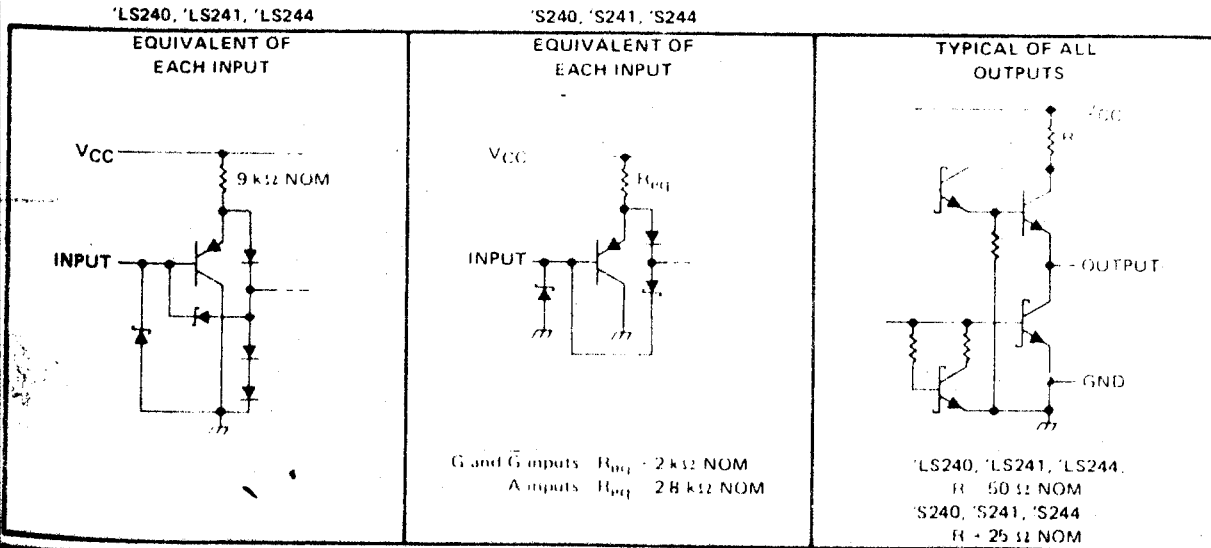 'LS240, 'LS241, 'LS244
EQUIVALENT OF
EACH INPUT
VCC
9 kΩ NOM
INPUT
'S240, 'S241, 'S244
EQUIVALENT OF
EACH INPUT
VCC
Req
INPUT
G and G̅ inputs Req = 2 kΩ NOM
A inputs Req = 2.8 kΩ NOM
TYPICAL OF ALL
OUTPUTS
VCC
R
OUTPUT
GND
'LS240, 'LS241, 'LS244,
R = 50 Ω NOM
'S240, 'S241, 'S244
R = 25 Ω NOM